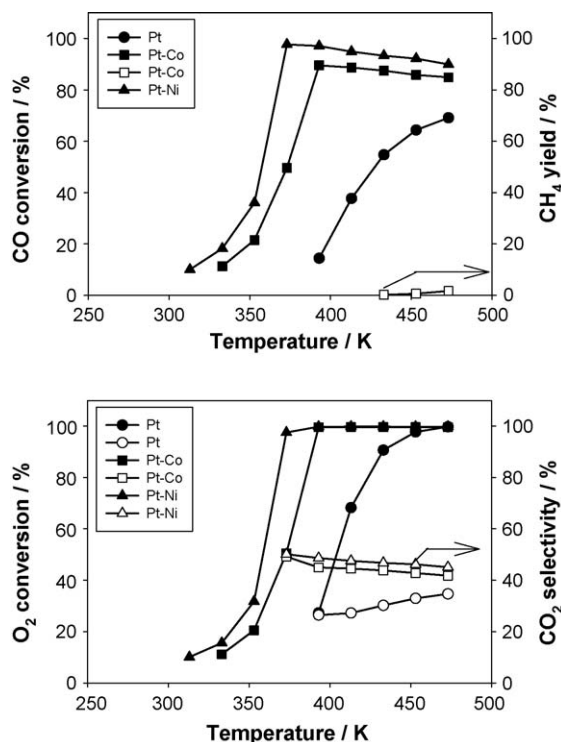 100
80
60
40
20
0
CO conversion / %
Pt
Pt-Co
Pt-Co
Pt-Ni
100
80
60
40
20
0
CH4 yield / %
250 300 350 400 450 500
Temperature / K
100
80
60
40
20
0
O2 conversion / %
Pt
Pt
Pt-Co
Pt-Co
Pt-Ni
Pt-Ni
100
80
60
40
20
0
CO2 selectivity / %
250 300 350 400 450 500
Temperature / K